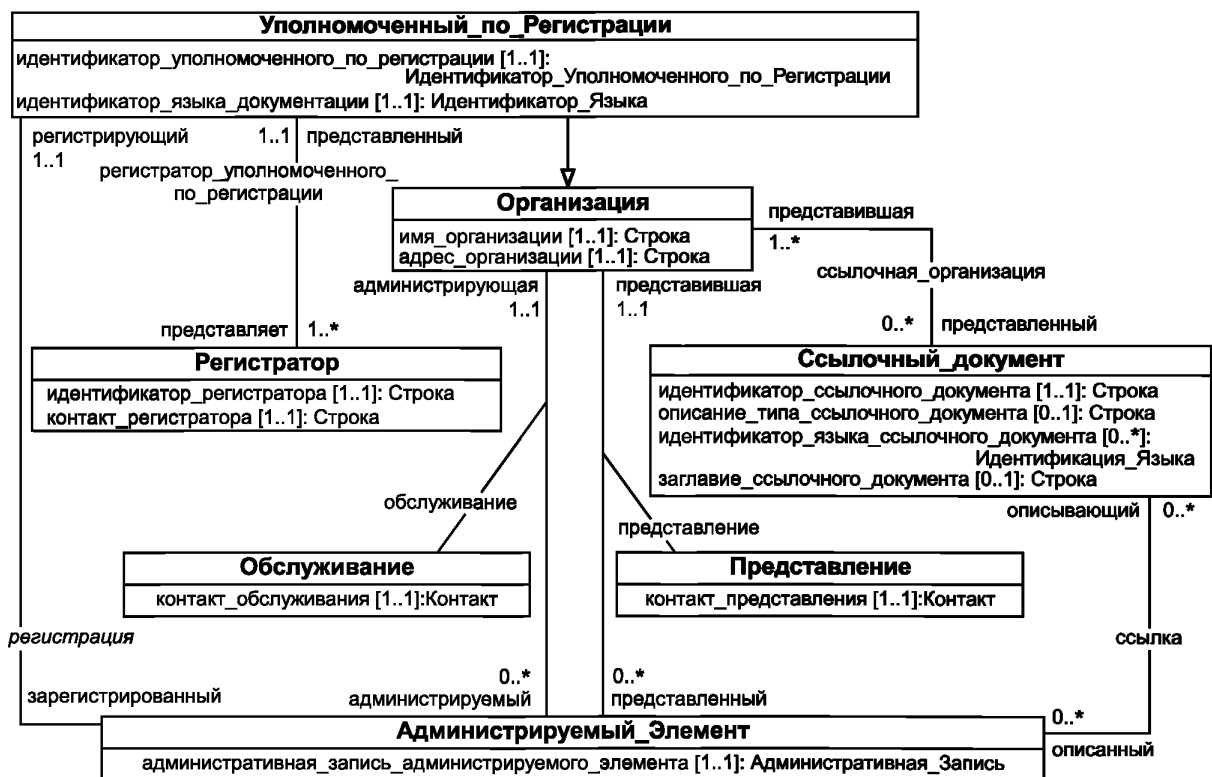 Уполномоченный_по_Регистрации
идентификатор_уполномоченного_по_регистрации [1..1]:
Идентификатор_Уполномоченного_по_Регистрации
идентификатор_языка_документации [1..1]: Идентификатор_Языка
регистрирующий
1..1
1..1 представленный
регистратор_уполномоченного_
по_регистрации
Организация
имя_организации [1..1]: Строка
адрес_организации [1..1]: Строка
представившая
1..*
ссылочная_организация
администрирующая
1..1
представившая
1..1
0..* представленный
представляет 1..*
Регистратор
идентификатор_регистратора [1..1]: Строка
контакт_регистратора [1..1]: Строка
Ссылочный_документ
идентификатор_ссылочного_документа [1..1]: Строка
описание_типа_ссылочного_документа [0..1]: Строка
идентификатор_языка_ссылочного_документа [0..*]:
Идентификация_Языка
заглавие_ссылочного_документа [0..1]: Строка
описывающий 0..*
обслуживание
представление
Обслуживание
контакт_обслуживания [1..1]:Контакт
Представление
контакт_представления [1..1]:Контакт
регистрация
ссылка
зарегистрированный
0..*
администрируемый
0..*
представленный
0..*
описанный
Администрируемый_Элемент
административная_запись_администрируемого_элемента [1..1]: Административная_Запись